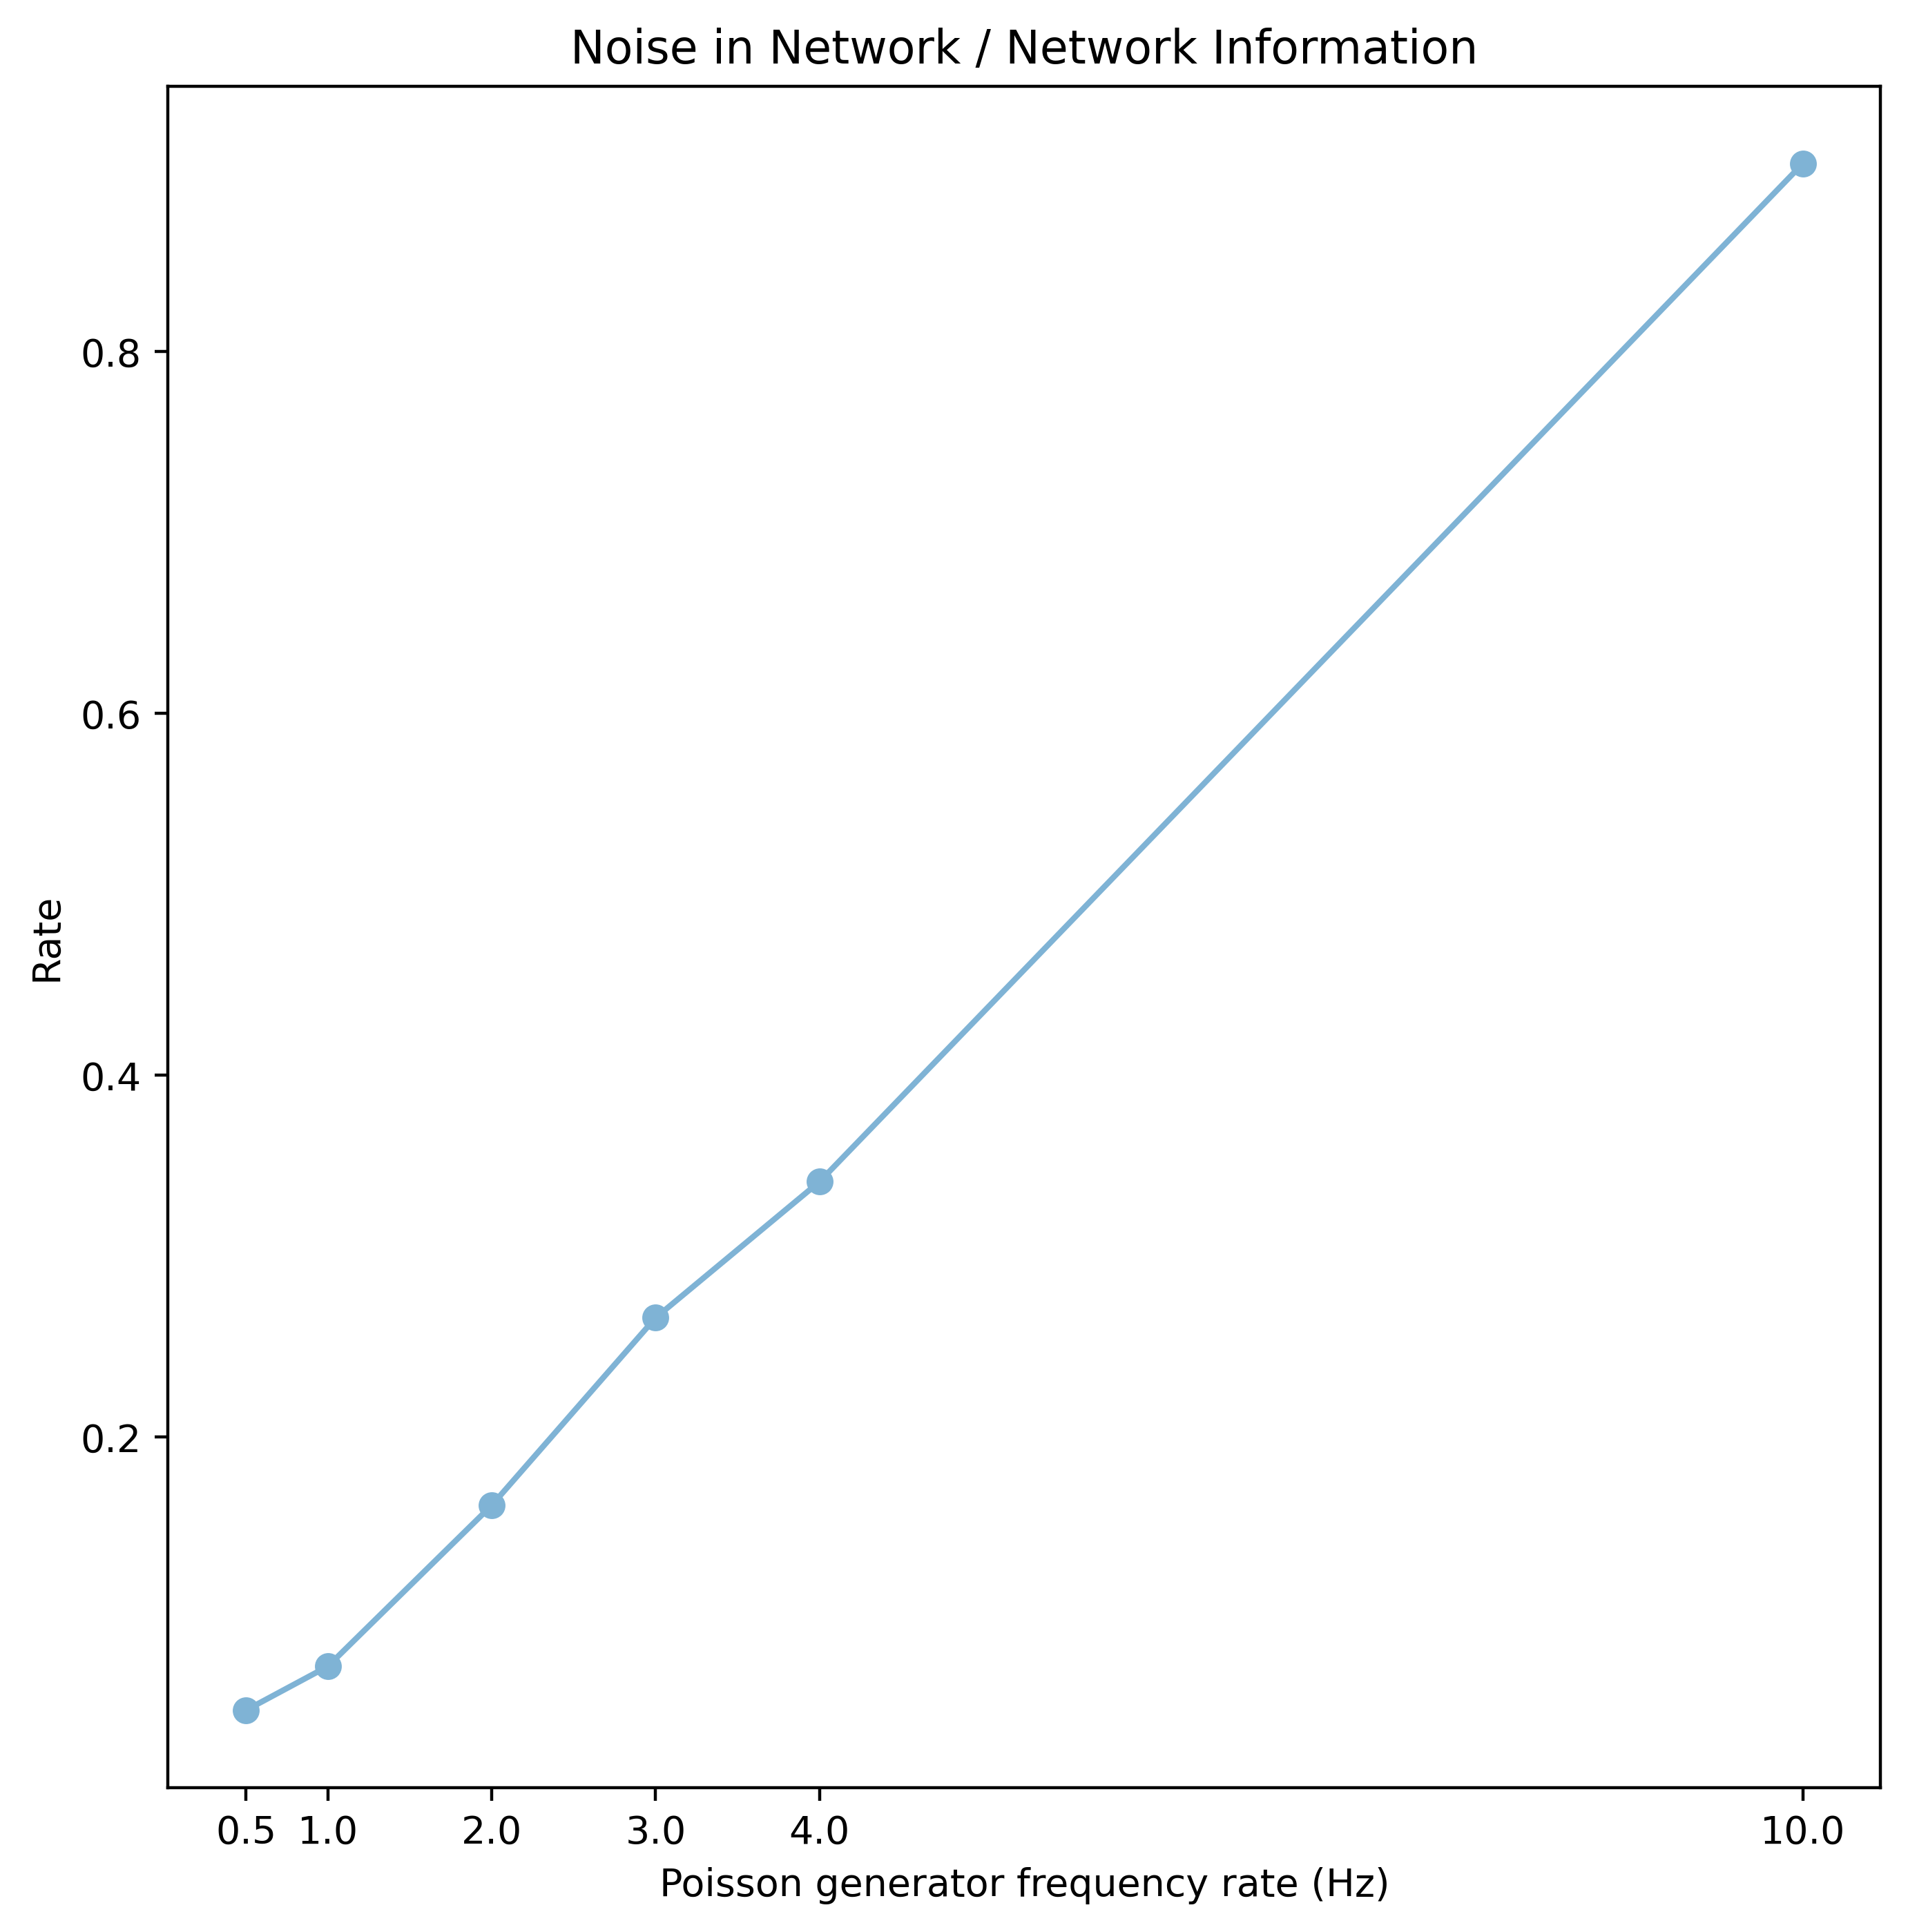 Noise in Network / Network Information
0.8
0.6
0.4
0.2
Rate
0.5 1.0 2.0 3.0 4.0 10.0
Poisson generator frequency rate (Hz)